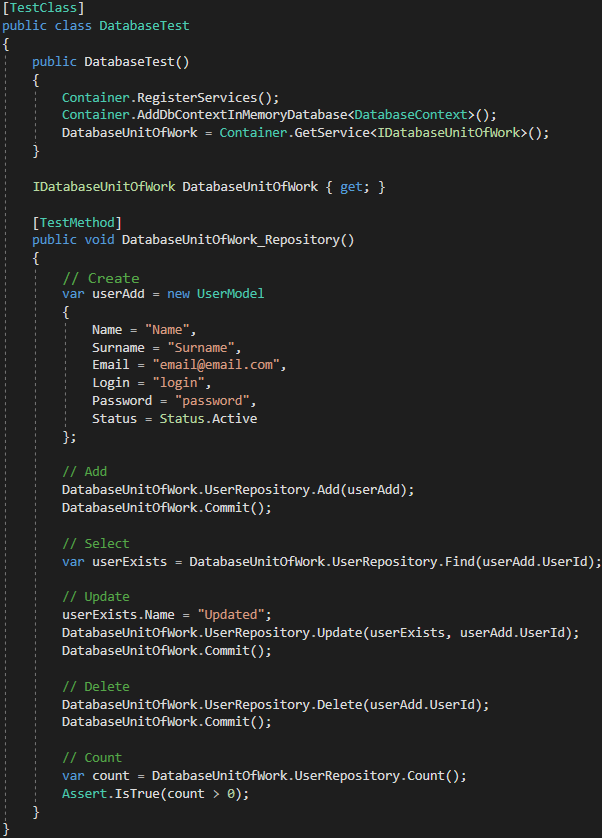 [TestClass]
public class DatabaseTest
{
public DatabaseTest()
{
Container.RegisterServices();
Container.AddDbContextInMemoryDatabase<DatabaseContext>();
DatabaseUnitOfWork = Container.GetService<IDatabaseUnitOfWork>();
}
IDatabaseUnitOfWork DatabaseUnitOfWork { get; }
[TestMethod]
public void DatabaseUnitOfWork_Repository()
{
// Create
var userAdd = new UserModel
{
Name = "Name",
Surname = "Surname",
Email = "email@email.com",
Login = "login",
Password = "password",
Status = Status.Active
};
// Add
DatabaseUnitOfWork.UserRepository.Add(userAdd);
DatabaseUnitOfWork.Commit();
// Select
var userExists = DatabaseUnitOfWork.UserRepository.Find(userAdd.UserId);
// Update
userExists.Name = "Updated";
DatabaseUnitOfWork.UserRepository.Update(userExists, userAdd.UserId);
DatabaseUnitOfWork.Commit();
// Delete
DatabaseUnitOfWork.UserRepository.Delete(userAdd.UserId);
DatabaseUnitOfWork.Commit();
// Count
var count = DatabaseUnitOfWork.UserRepository.Count();
Assert.IsTrue(count > 0);
}
}